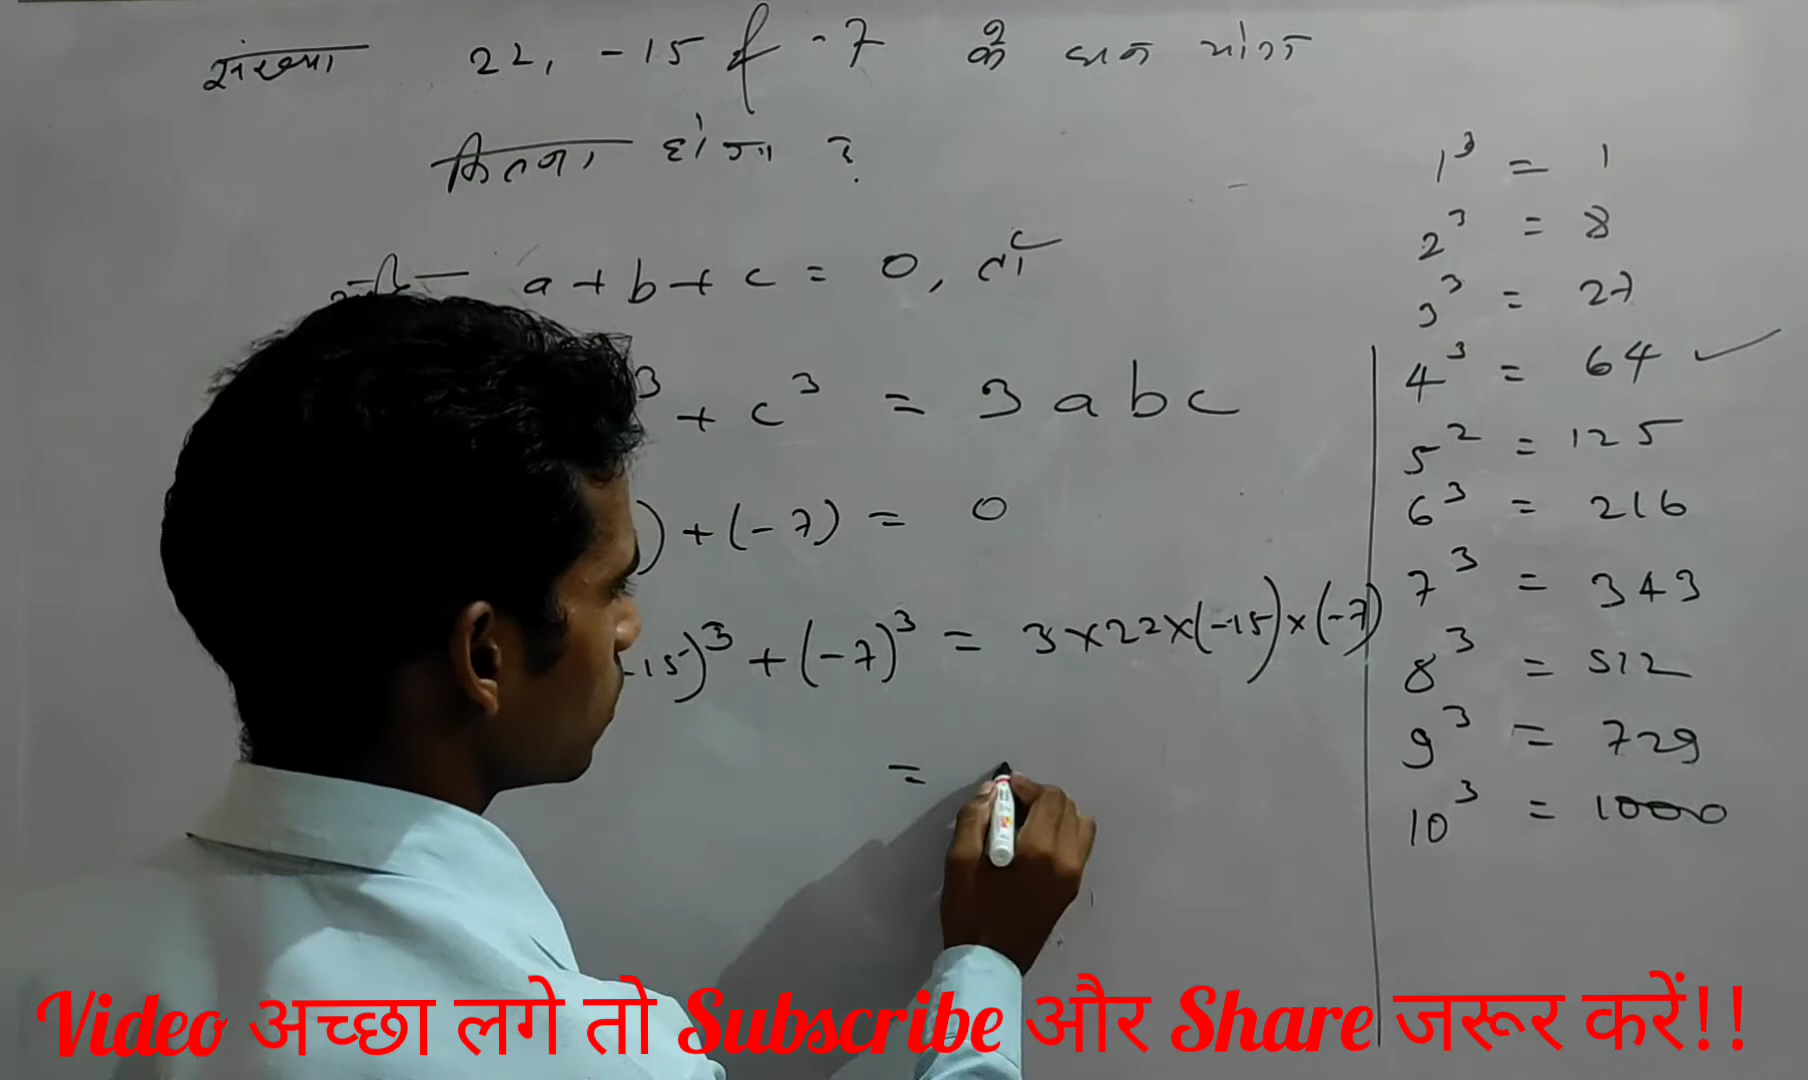 संख्या 22, -15 र्न -7 के घन योग
कितना होगा ?
a + b + c = 0, तो
³ + c³ = 3abc
) + (-7) = 0
-15)³ + (-7)³ = 3×22×(-15)×(-7)
=
1³ = 1
2³ = 8
3³ = 27
4³ = 64 ✓
5² = 125
6³ = 216
7³ = 343
8³ = 512
9³ = 729
10³ = 1000
Video अच्छा लगे तो Subscribe और Share जरूर करें!!